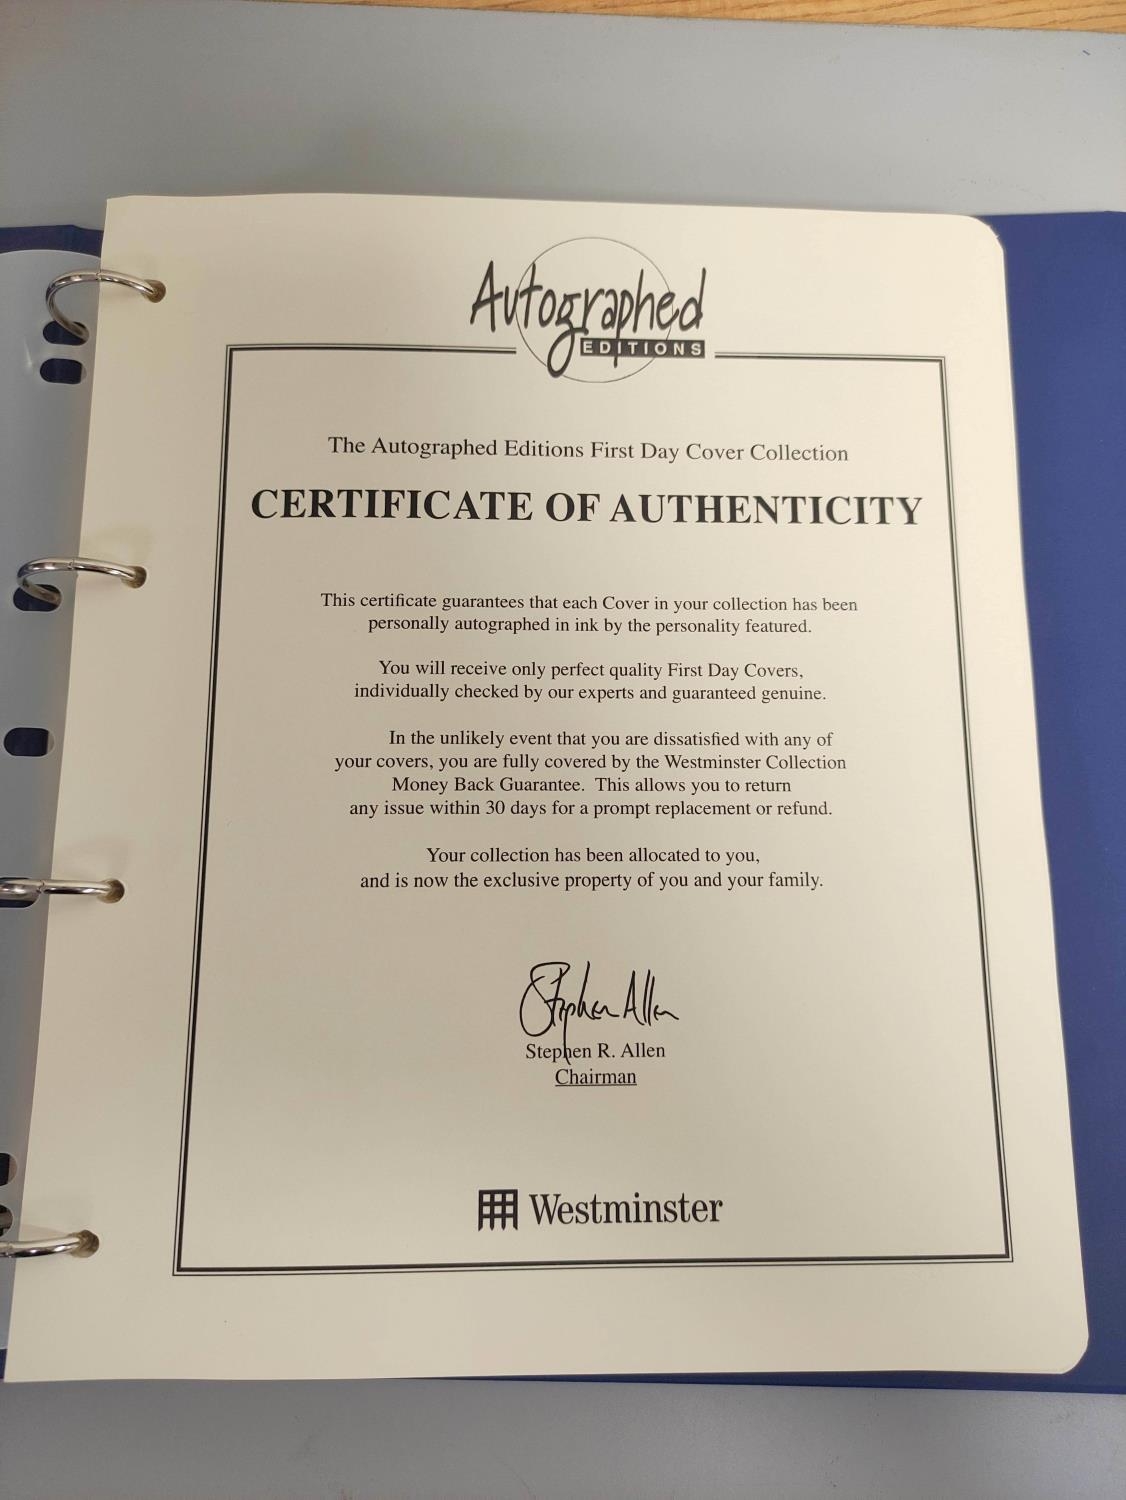 Autographed
EDITIONS
The Autographed Editions First Day Cover Collection
CERTIFICATE OF AUTHENTICITY
This certificate guarantees that each Cover in your collection has been
personally autographed in ink by the personality featured.
You will receive only perfect quality First Day Covers,
individually checked by our experts and guaranteed genuine.
In the unlikely event that you are dissatisfied with any of
your covers, you are fully covered by the Westminster Collection
Money Back Guarantee. This allows you to return
any issue within 30 days for a prompt replacement or refund.
Your collection has been allocated to you,
and is now the exclusive property of you and your family.
Stephen Allen
Stephen R. Allen
Chairman
Westminster